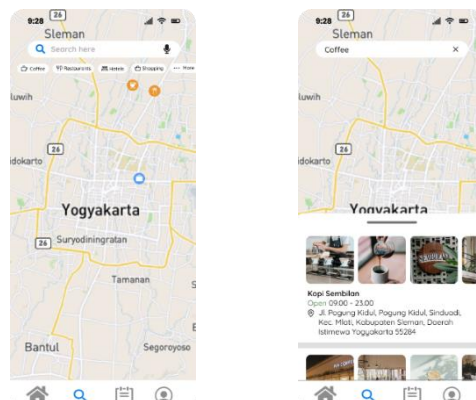 9:28
26
Sleman
Search here
Coffee
Restaurants
Hotels
Shopping
More
luwih
idokarto
26
Yogyakarta
26
Suryodiningratan
Tamanan
Bantul
Segoroyoso
9:28
26
Sleman
Coffee
luwih
idokarto
26
Yogyakarta
Kopi Sembilan
Open 09.00 - 23.00
Jl. Pogung Kidul, Pogung Kidul, Sinduadi,
Kec. Mlati, Kabupaten Sleman, Daerah
Istimewa Yogyakarta 55284